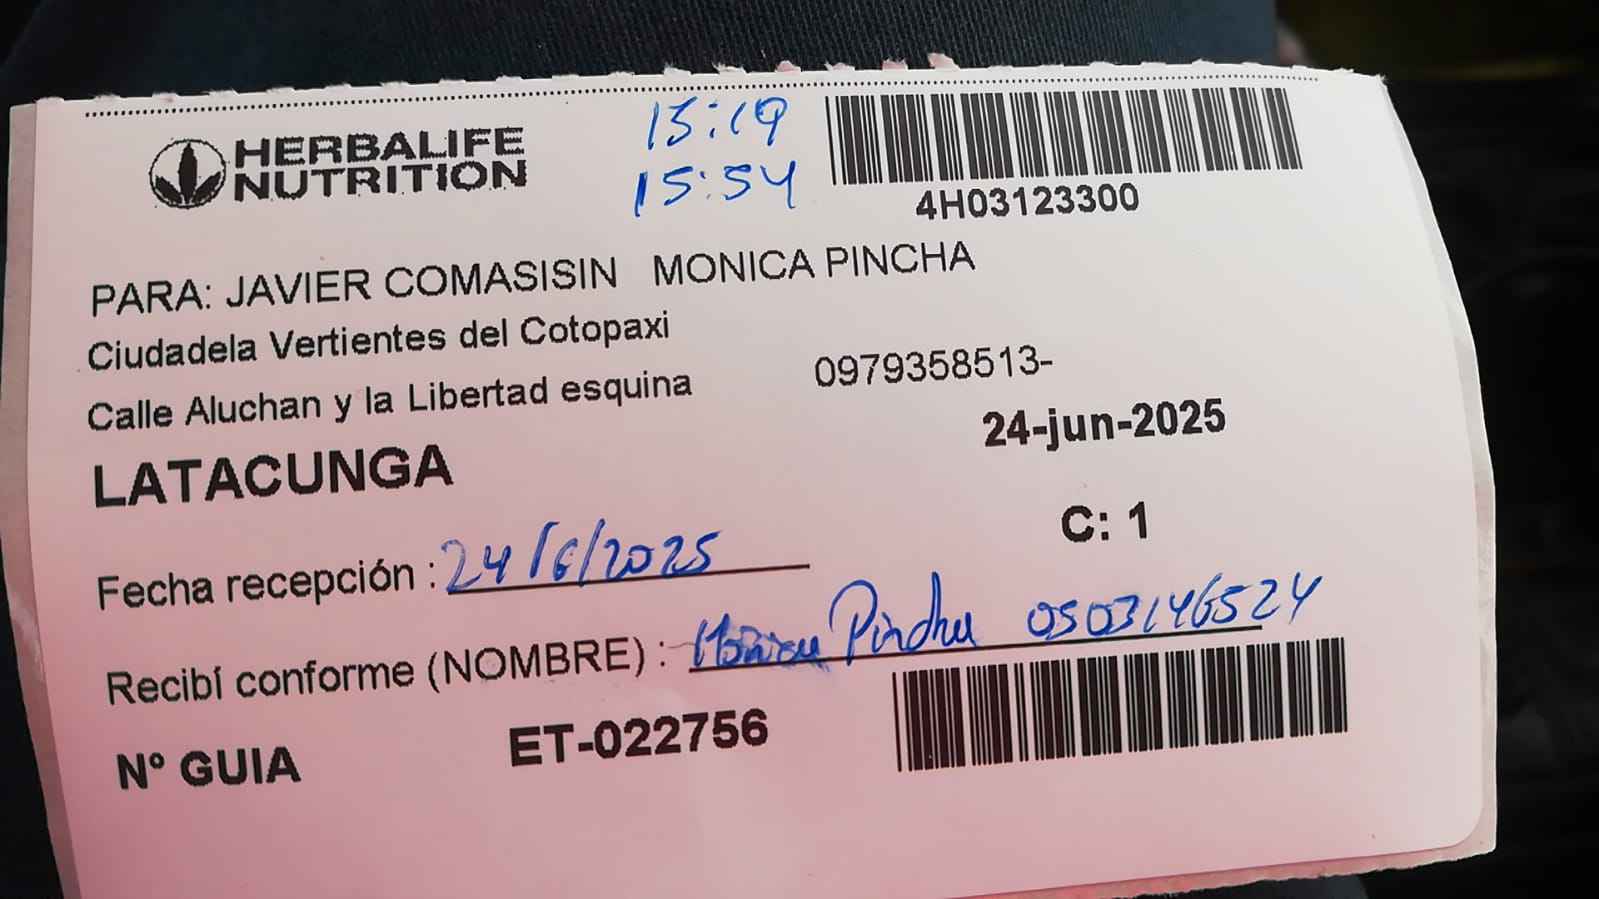 HERBALIFE
NUTRITION
15:19
15:54
4H03123300
PARA: JAVIER COMASISIN MONICA PINCHA
Ciudadela Vertientes del Cotopaxi
Calle Aluchan y la Libertad esquina
0979358513-
LATACUNGA
24-jun-2025
C: 1
Fecha recepción : 24/6/2025
Recibí conforme (NOMBRE) : Monica Pincha 0503146524
Nº GUIA ET-022756